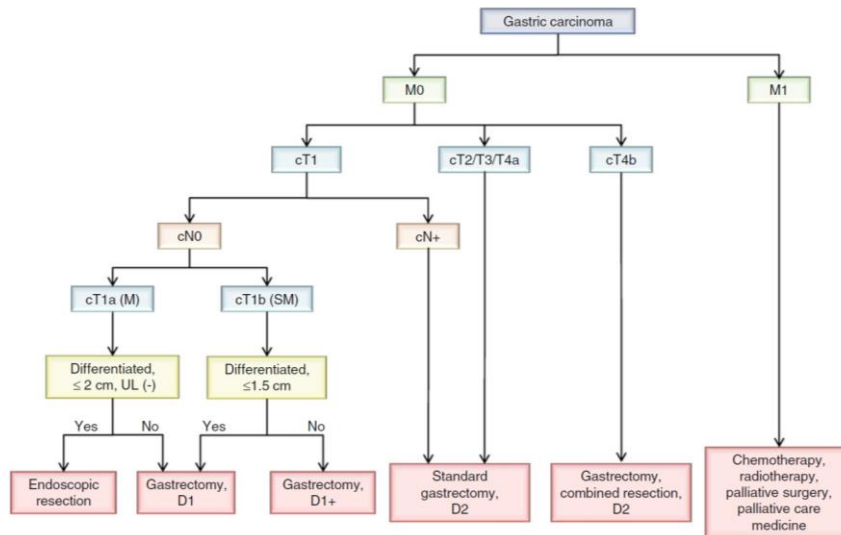 Gastric carcinoma
M0
M1
cT1
cT2/T3/T4a
cT4b
cN0
cN+
cT1a (M)
cT1b (SM)
Differentiated,
≤ 2 cm, UL (-)
Differentiated,
≤1.5 cm
Yes
No
Yes
No
Endoscopic
resection
Gastrectomy,
D1
Gastrectomy,
D1+
Standard
gastrectomy,
D2
Gastrectomy,
combined resection,
D2
Chemotherapy,
radiotherapy,
palliative surgery,
palliative care
medicine